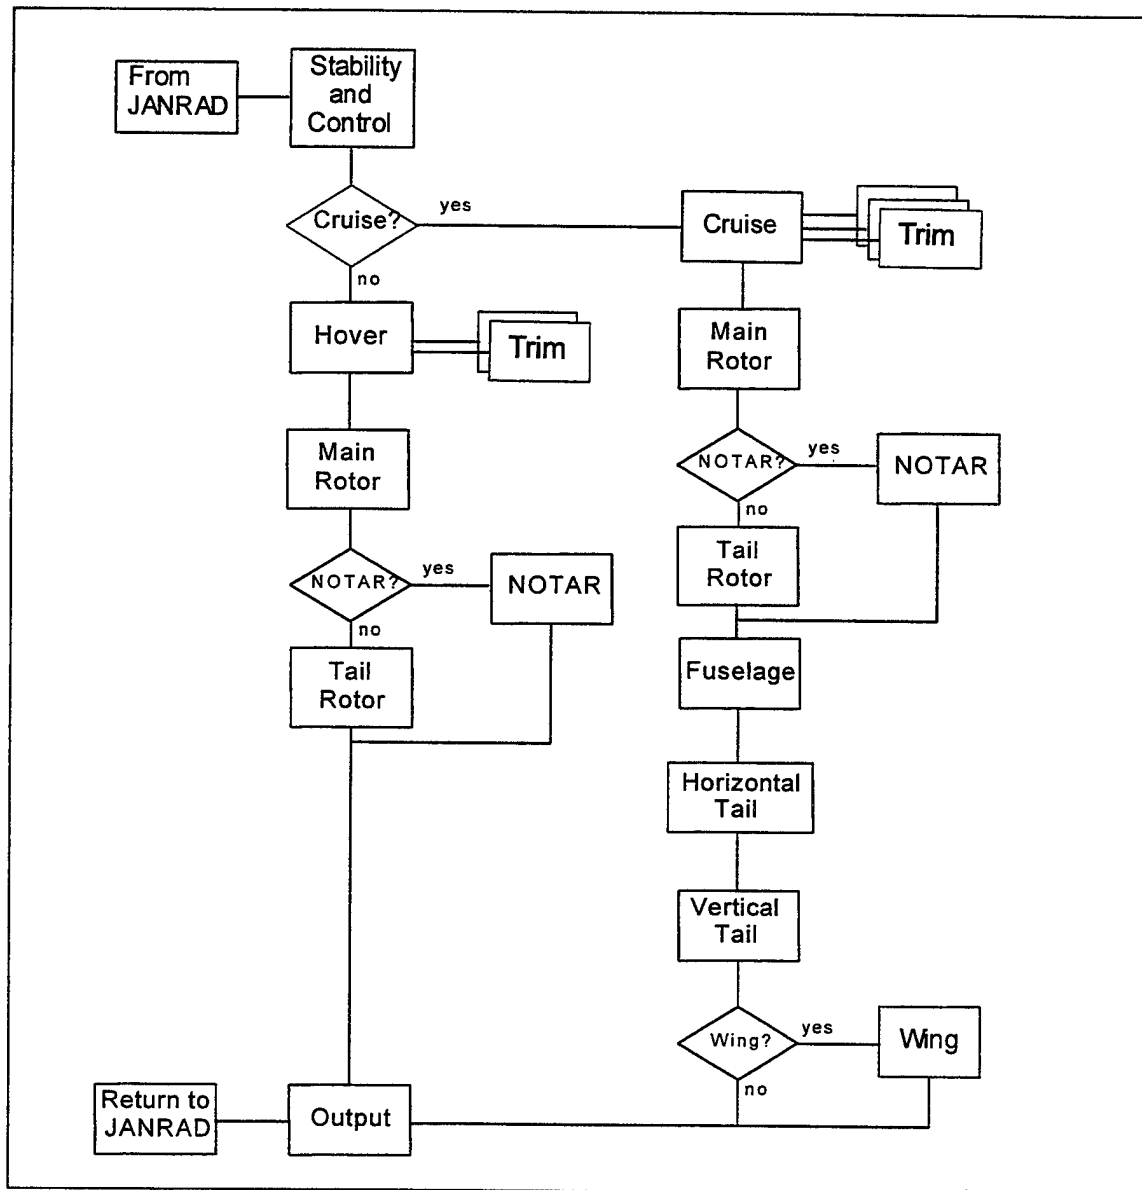 From
JANRAD
Stability
and
Control
Cruise?
yes
no
Cruise
Trim
Hover
Trim
Main
Rotor
Main
Rotor
NOTAR?
yes
no
NOTAR
NOTAR?
yes
no
NOTAR
Tail
Rotor
Tail
Rotor
Fuselage
Horizontal
Tail
Vertical
Tail
Wing?
yes
no
Wing
Return to
JANRAD
Output